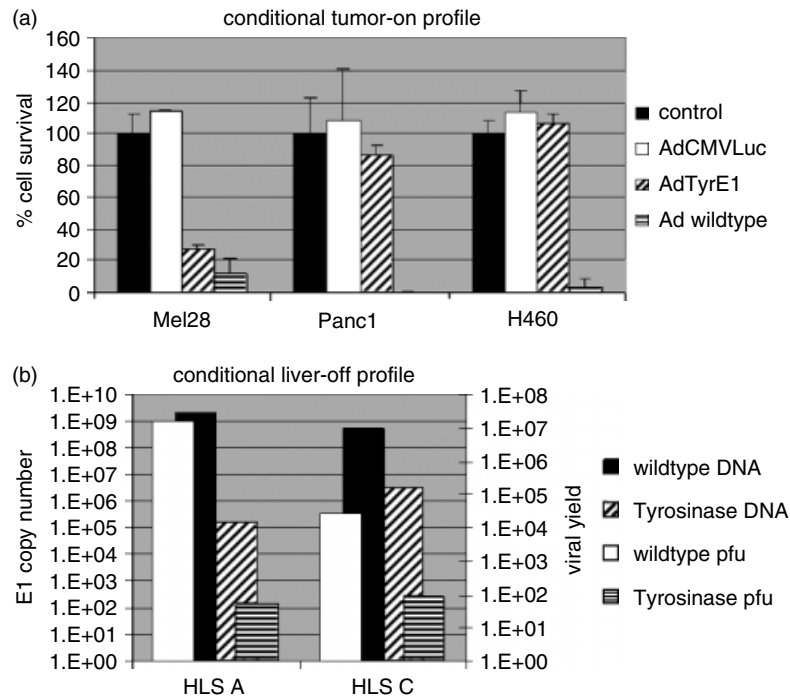 (a) conditional tumor-on profile
160
140
120
100
80
60
40
20
0
% cell survival
Mel28 Panc1 H460
control
AdCMVLuc
AdTyrE1
Ad wildtype
(b) conditional liver-off profile
1.E+10
1.E+09
1.E+08
1.E+07
1.E+06
1.E+05
1.E+04
1.E+03
1.E+02
1.E+01
1.E+00
E1 copy number
1.E+08
1.E+07
1.E+06
1.E+05
1.E+04
1.E+03
1.E+02
1.E+01
1.E+00
viral yield
HLS A HLS C
wildtype DNA
Tyrosinase DNA
wildtype pfu
Tyrosinase pfu